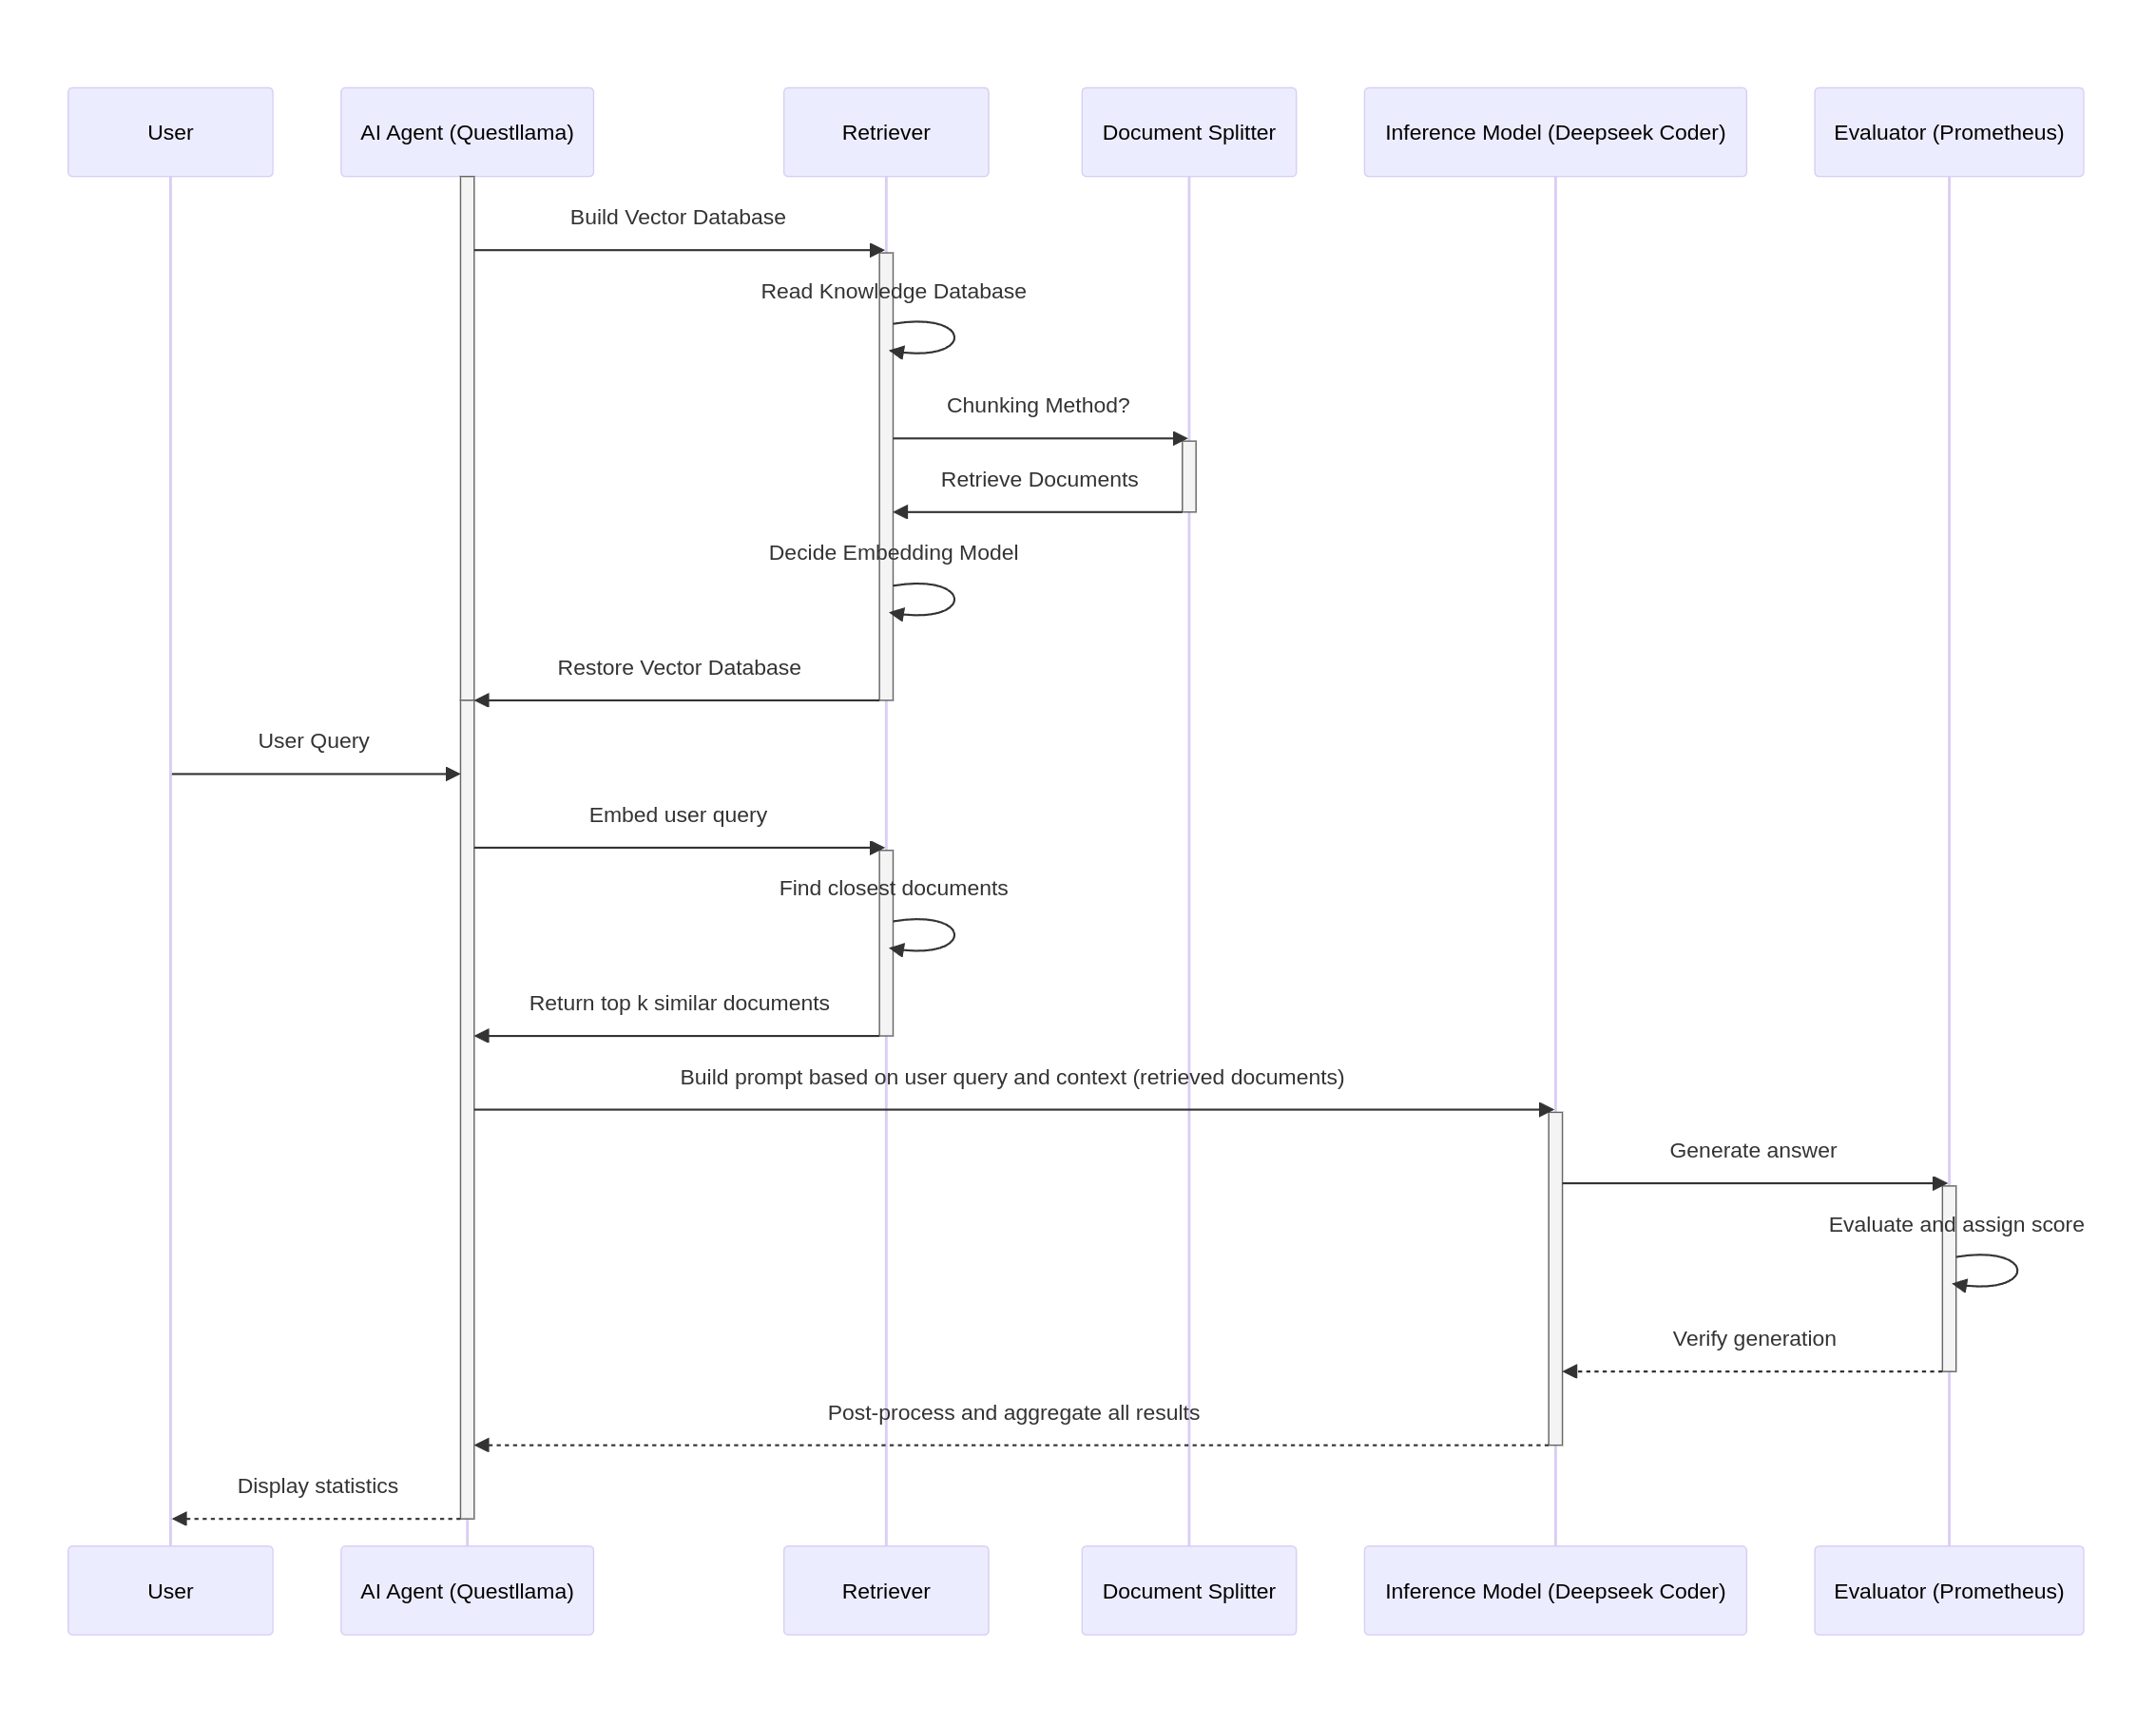 User
AI Agent (Questllama)
Retriever
Document Splitter
Inference Model (Deepseek Coder)
Evaluator (Prometheus)
Build Vector Database
Read Knowledge Database
Chunking Method?
Retrieve Documents
Decide Embedding Model
Restore Vector Database
User Query
Embed user query
Find closest documents
Return top k similar documents
Build prompt based on user query and context (retrieved documents)
Generate answer
Evaluate and assign score
Verify generation
Post-process and aggregate all results
Display statistics
User
AI Agent (Questllama)
Retriever
Document Splitter
Inference Model (Deepseek Coder)
Evaluator (Prometheus)